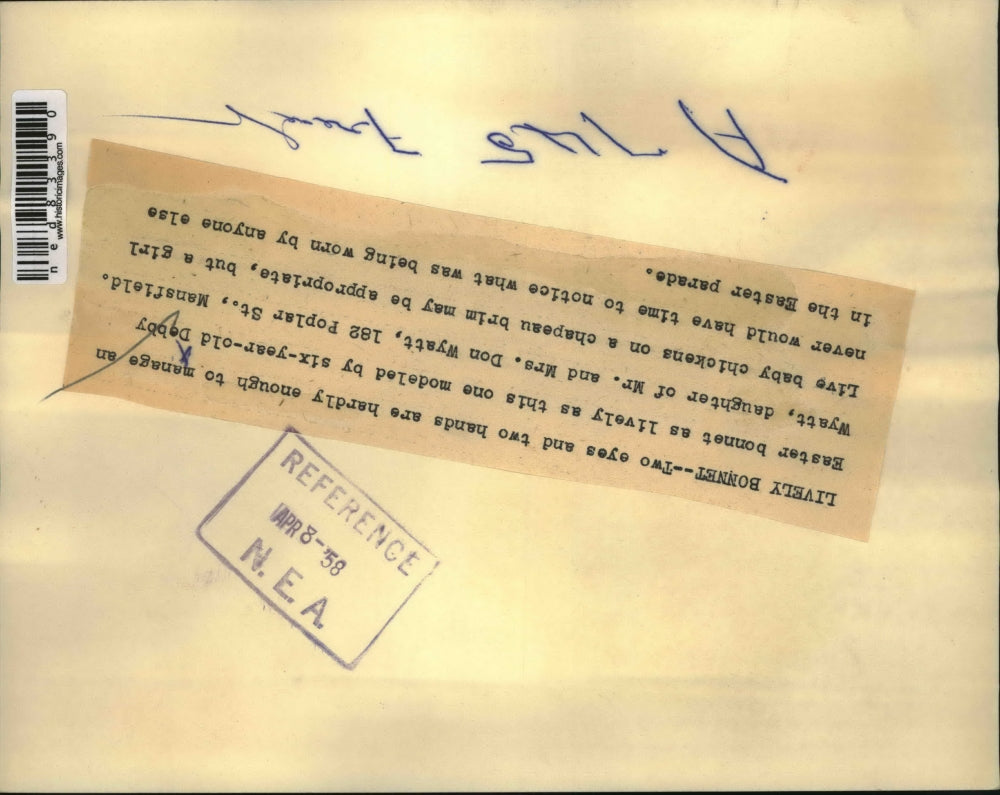 LIVELY BONNET--Two eyes and two hands are hardly enough to manage an
Easter bonnet as lively as this one modeled by six-year-old Debby
Wyatt, daughter of Mr. and Mrs. Don Wyatt, 182 Poplar St., Mansfield.
Live baby chickens on a chapeau brim may be appropriate, but a girl
never would have time to notice what was being worn by anyone else
in the Easter parade.
REFERENCE
APR 8-'58
N.E.A.
ned83390
www.historicimages.com